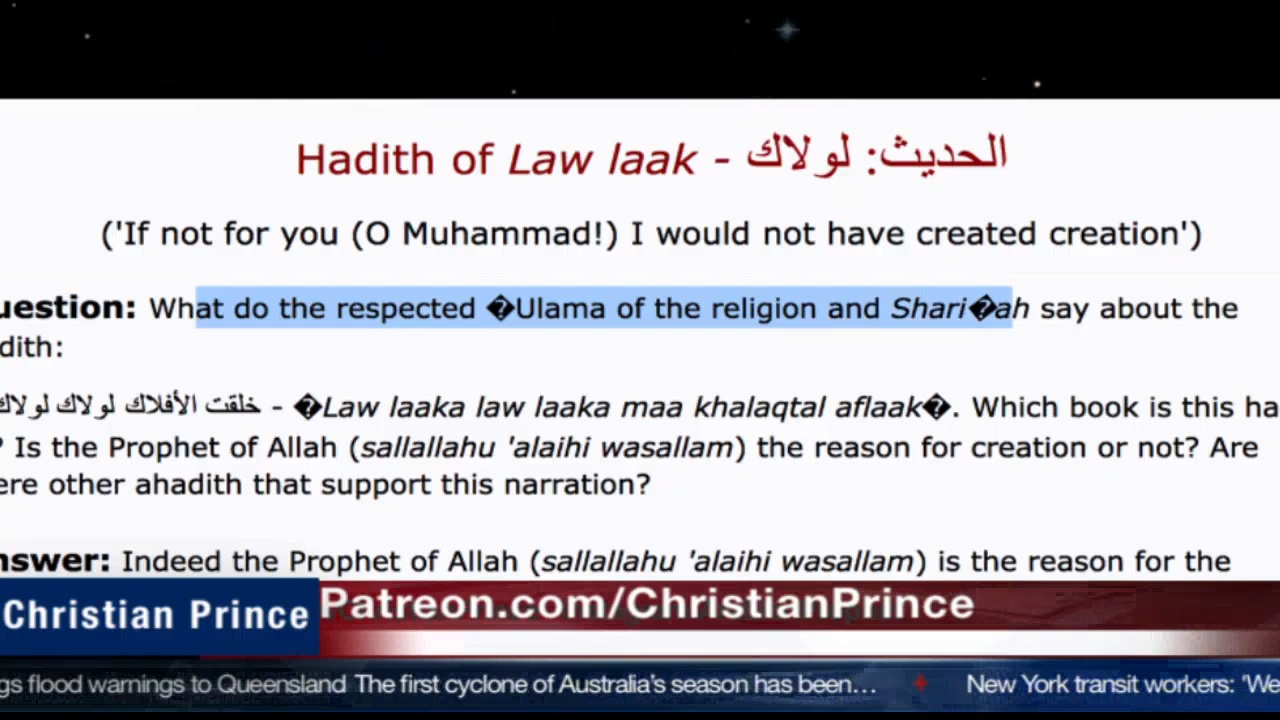 Hadith of Law laak - الحديث: لولاك
('If not for you (O Muhammad!) I would not have created creation')
uestion: What do the respected �Ulama of the religion and Shari�ah say about the
dith:
خلقت الأفلاك لولاك لولاك - �Law laaka law laaka maa khalaqtal aflaak�. Which book is this ha
? Is the Prophet of Allah (sallallahu 'alaihi wasallam) the reason for creation or not? Are
ere other ahadith that support this narration?
nswer: Indeed the Prophet of Allah (sallallahu 'alaihi wasallam) is the reason for the
Christian Prince
Patreon.com/ChristianPrince
gs flood warnings to Queensland The first cyclone of Australia's season has been... New York transit workers: 'We